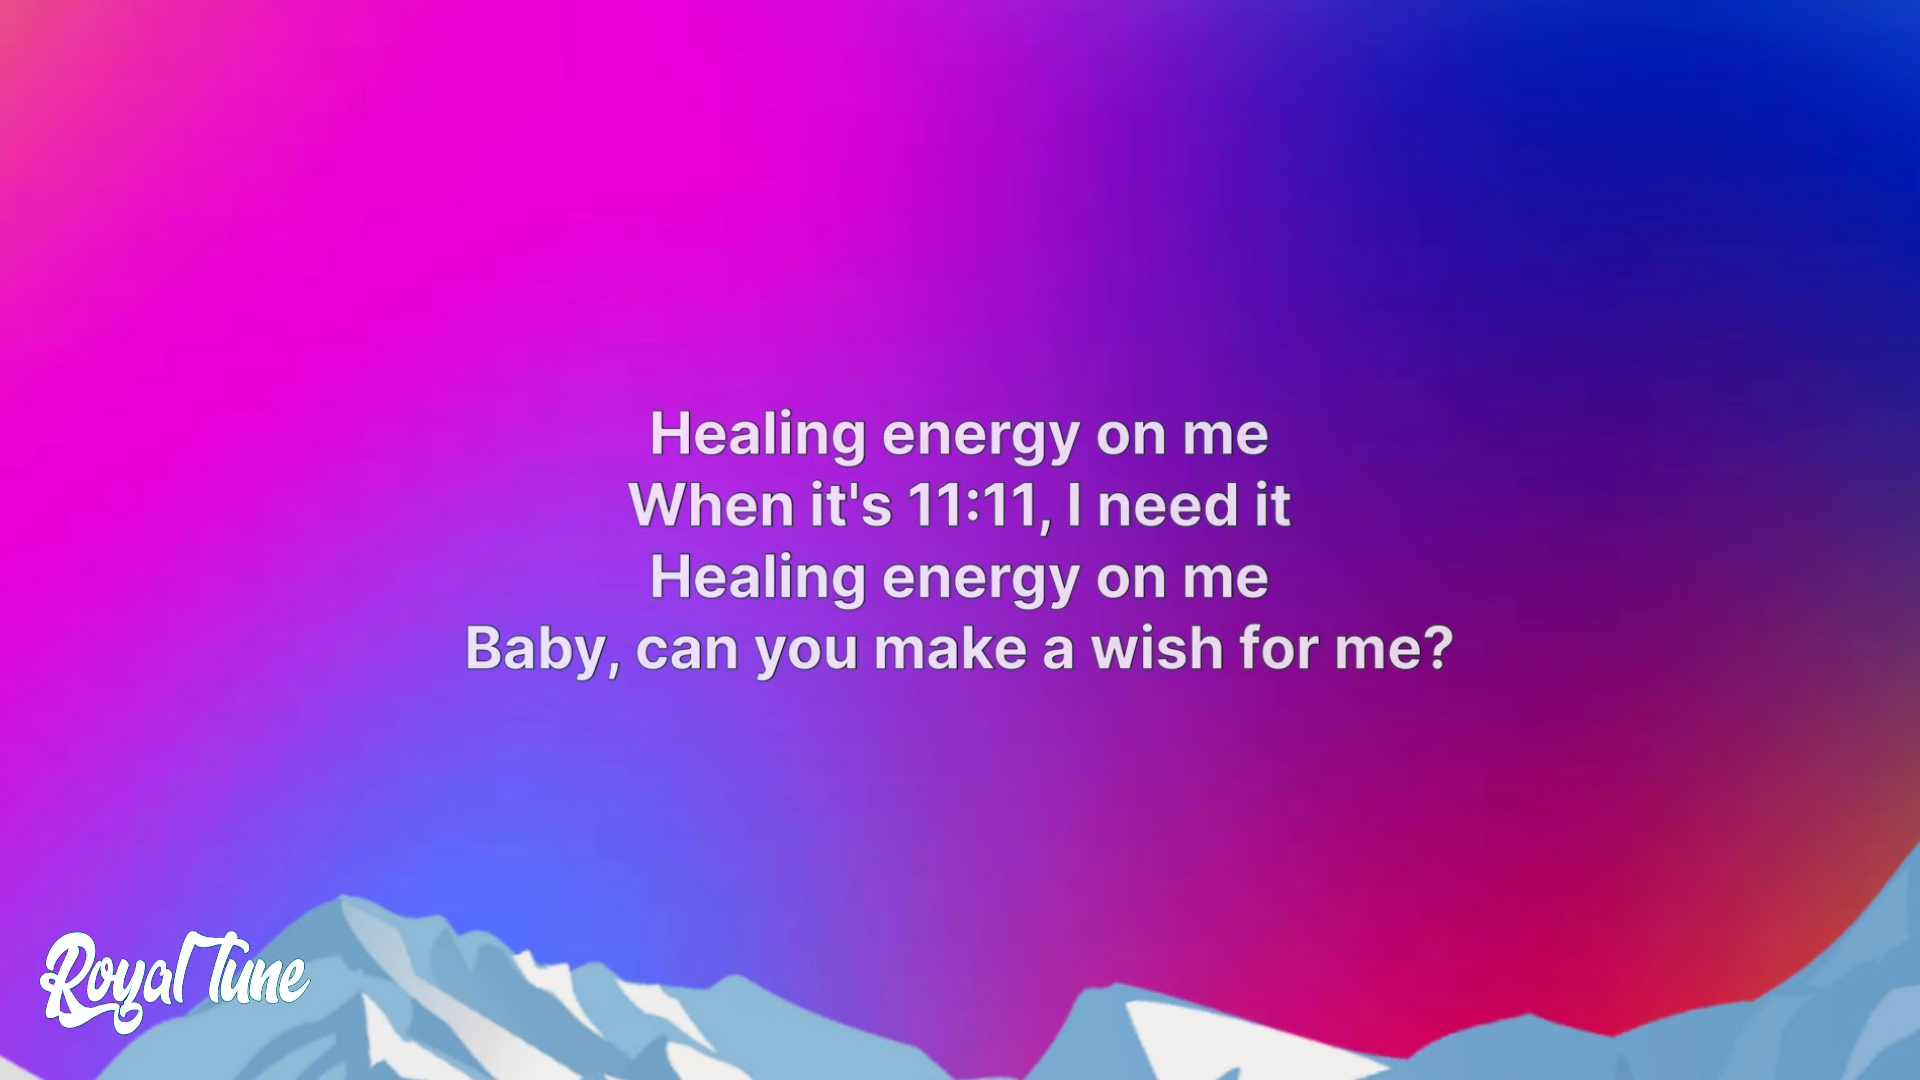 Healing energy on me
When it's 11:11, I need it
Healing energy on me
Baby, can you make a wish for me?
Royal Tune